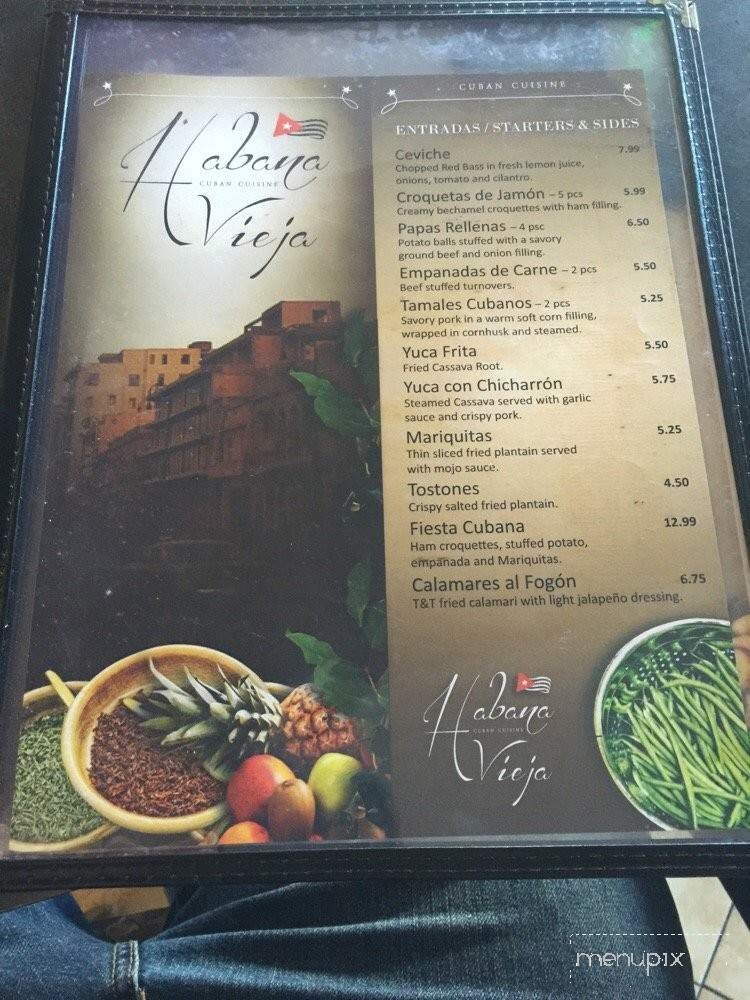 Habana
CUBAN CUISINE
Vieja
CUBAN CUISINE
ENTRADAS / STARTERS & SIDES
Ceviche 7.99
Chopped Red Bass in fresh lemon juice,
onions, tomato and cilantro.
Croquetas de Jamón – 5 pcs 5.99
Creamy bechamel croquettes with ham filling.
Papas Rellenas – 4 psc 6.50
Potato balls stuffed with a savory
ground beef and onion filling.
Empanadas de Carne – 2 pcs 5.50
Beef stuffed turnovers.
Tamales Cubanos – 2 pcs 5.25
Savory pork in a warm soft corn filling,
wrapped in cornhusk and steamed.
Yuca Frita 5.50
Fried Cassava Root.
Yuca con Chicharrón 5.75
Steamed Cassava served with garlic
sauce and crispy pork.
Mariquitas 5.25
Thin sliced fried plantain served
with mojo sauce.
Tostones 4.50
Crispy salted fried plantain.
Fiesta Cubana 12.99
Ham croquettes, stuffed potato,
empanada and Mariquitas.
Calamares al Fogón 6.75
T&T fried calamari with light jalapeño dressing.
Habana
CUBAN CUISINE
Vieja
menupix